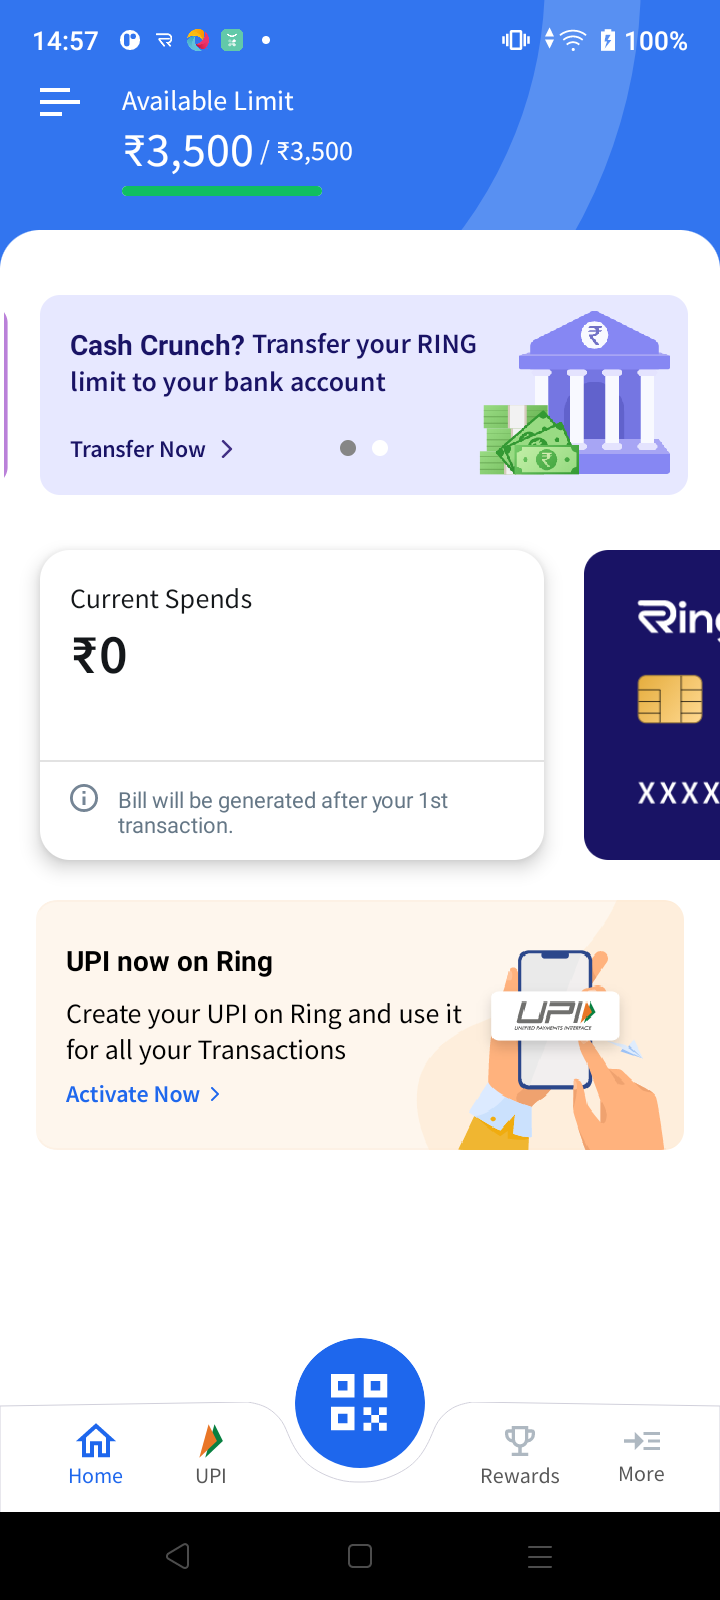 14:57
100%
Available Limit
₹3,500 / ₹3,500
Cash Crunch? Transfer your RING
limit to your bank account
Transfer Now
Current Spends
₹0
Bill will be generated after your 1st
transaction.
Ring
XXXX
UPI now on Ring
Create your UPI on Ring and use it
for all your Transactions
Activate Now
UPI
UNIFIED PAYMENTS INTERFACE
Home
UPI
Rewards
More